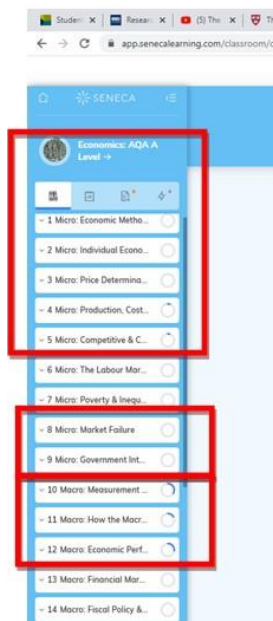 Student
Researc
(5) The
Th
app.senecalearning.com/classroom/c
SENECA
Economics: AQA A
Level →
1 Micro: Economic Metho...
2 Micro: Individual Econo...
3 Micro: Price Determina...
4 Micro: Production, Cost...
5 Micro: Competitive & C...
6 Micro: The Labour Mar...
7 Micro: Poverty & Inequ...
8 Micro: Market Failure
9 Micro: Government Int...
10 Macro: Measurement ...
11 Macro: How the Macr...
12 Macro: Economic Perf...
13 Macro: Financial Mar...
14 Macro: Fiscal Policy &...